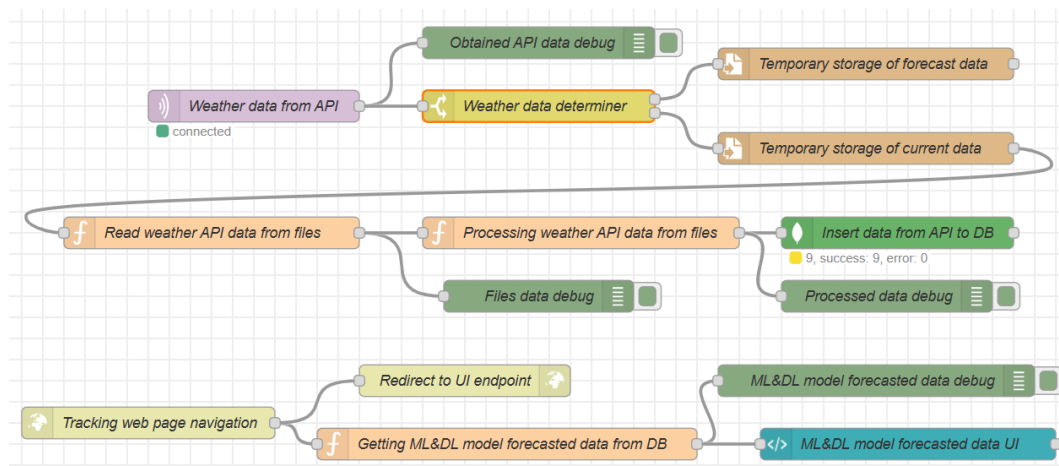 Obtained API data debug
Temporary storage of forecast data
Weather data from API
Weather data determiner
connected
Temporary storage of current data
Read weather API data from files
Processing weather API data from files
Insert data from API to DB
9, success: 9, error: 0
Files data debug
Processed data debug
Redirect to UI endpoint
ML&DL model forecasted data debug
Tracking web page navigation
Getting ML&DL model forecasted data from DB
ML&DL model forecasted data UI